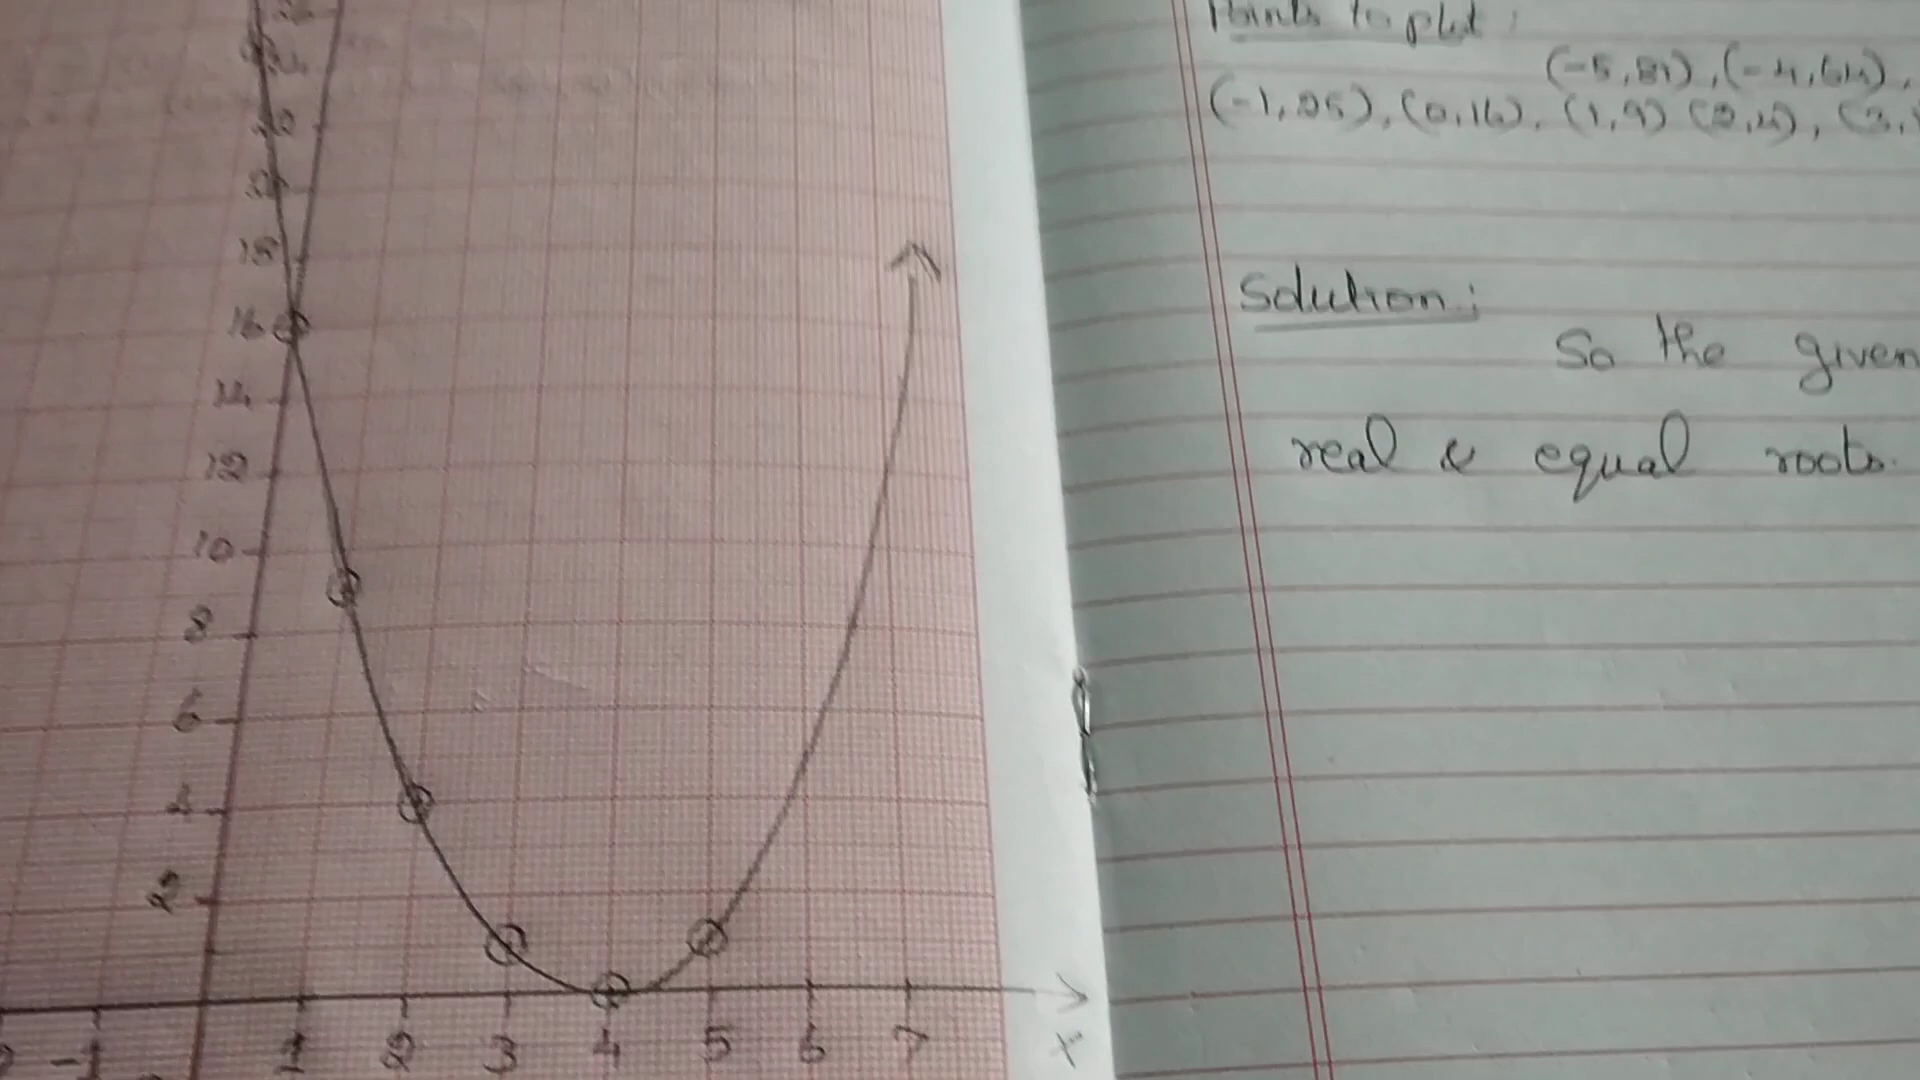 18
16
14
12
10
8
6
4
2
-1 1 2 3 4 5 6 7 x
Points to plot :
(-5,81), (-4,64),
(-1,25), (0,16), (1,9) (2,4), (3,
Solution:
So the given
real & equal roots.